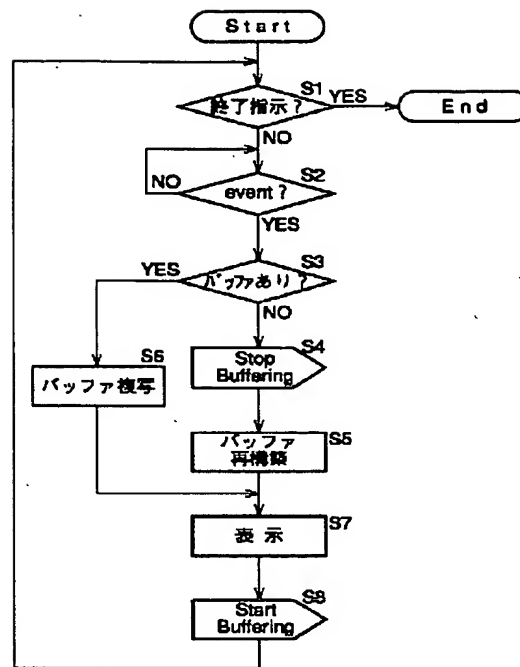 Start
S1
終了指示？
YES
End
NO
S2
NO
event？
YES
S3
YES
バッファあり？
NO
S4
Stop
Buffering
S6
バッファ複写
バッファ
再構築
S5
S7
表示
S8
Start
Buffering